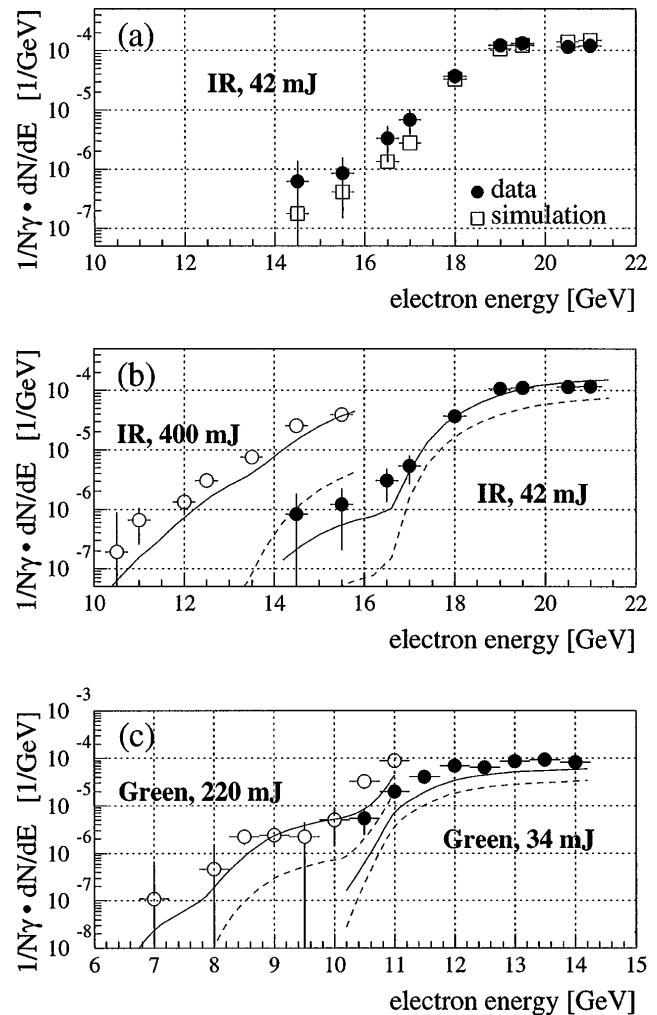 (a)
IR, 42 mJ
data
simulation
1/Nγ • dN/dE [1/GeV]
10⁻⁴
10⁻⁵
10⁻⁶
10⁻⁷
10 12 14 16 18 20 22
electron energy [GeV]
(b)
IR, 400 mJ
IR, 42 mJ
1/Nγ • dN/dE [1/GeV]
10⁻⁴
10⁻⁵
10⁻⁶
10⁻⁷
10 12 14 16 18 20 22
electron energy [GeV]
(c)
Green, 220 mJ
Green, 34 mJ
1/Nγ • dN/dE [1/GeV]
10⁻³
10⁻⁴
10⁻⁵
10⁻⁶
10⁻⁷
10⁻⁸
6 7 8 9 10 11 12 13 14 15
electron energy [GeV]